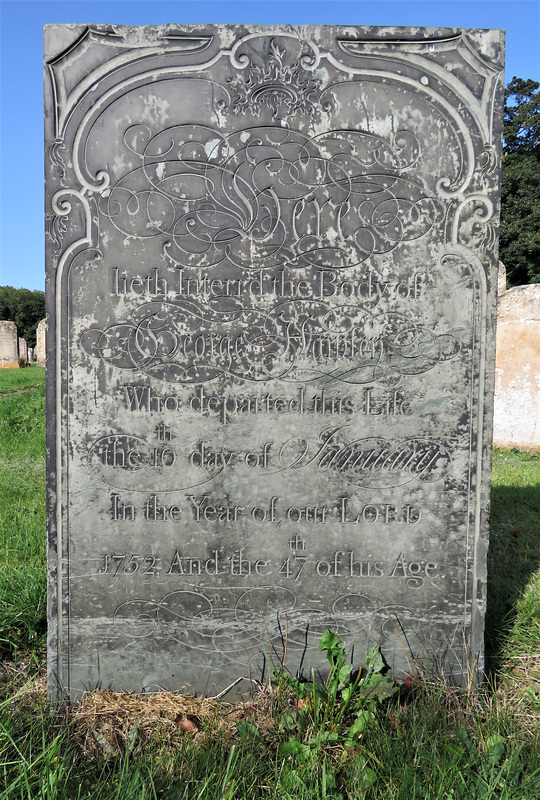 Here
lieth Interr'd the Body of
George
Who departed this Life
the 10th day of January
In the Year of our LORD
1752. And the 47th of his Age